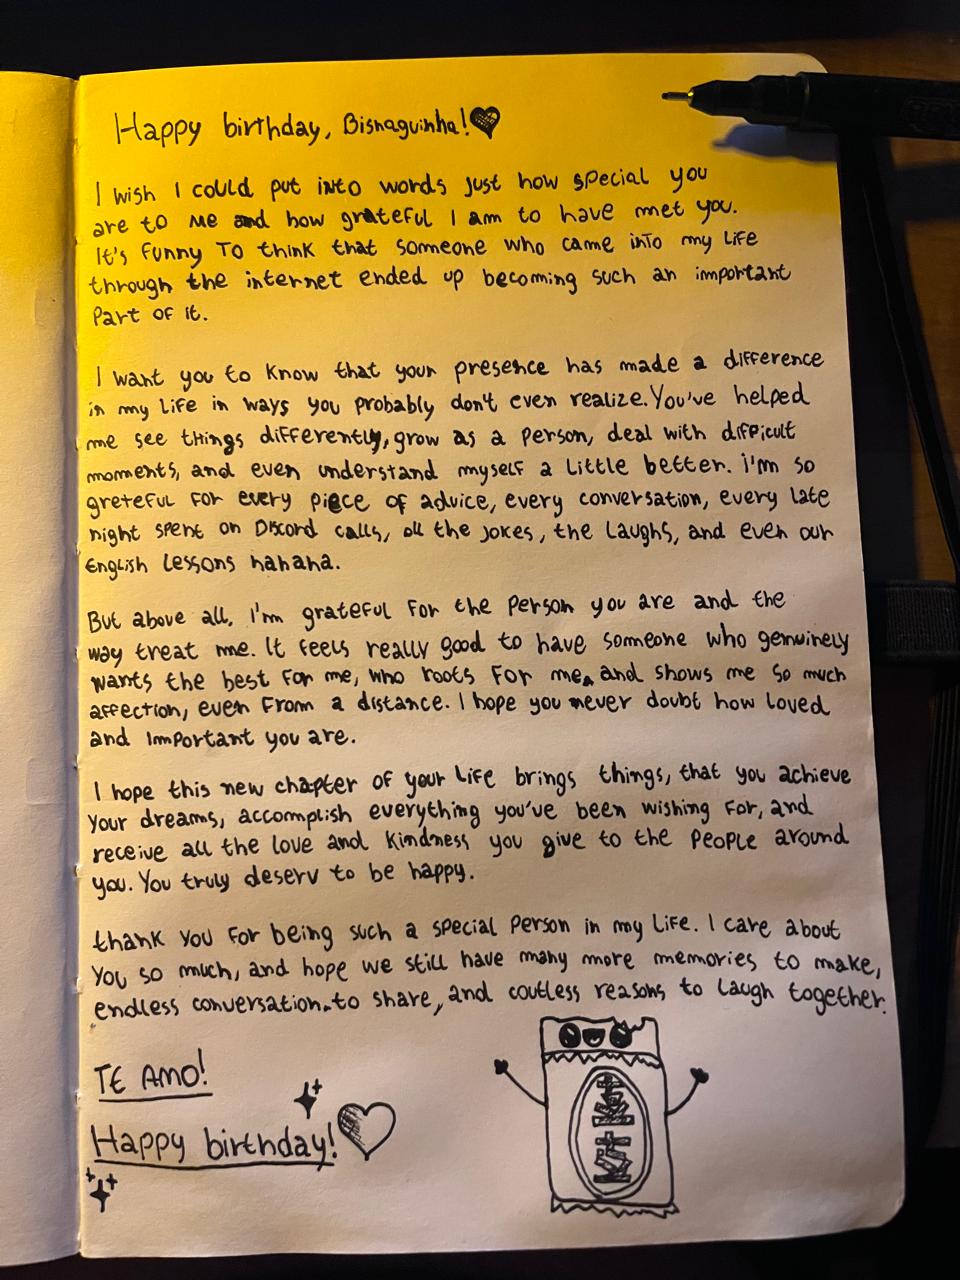 Happy birthday, Bisnaguinha!
I wish I could put into words just how special you
are to me and how grateful I am to have met you.
It's funny To think that someone who came into my life
through the internet ended up becoming such an important
part of it.
I want you to know that your presence has made a difference
in my life in ways you probably don't even realize. You've helped
me see things differently, grow as a person, deal with difficult
moments, and even understand myself a little better. i'm so
greteful for every piece of advice, every conversation, every late
night spent on Discord calls, all the jokes, the laughs, and even our
English lessons hahaha.
But above all, I'm grateful for the person you are and the
way treat me. It feels really good to have someone who genuinely
wants the best for me, who roots for me, and shows me so much
affection, even from a distance. I hope you never doubt how loved
and important you are.
I hope this new chapter of your life brings things, that you achieve
your dreams, accomplish everything you've been wishing for, and
receive all the love and kindness you give to the people around
you. You truly deserv to be happy.
thank you for being such a special person in my life. I care about
you so much, and hope we still have many more memories to make,
endless conversation to share, and coutless reasons to laugh together.
TE AMO!
Happy birthday!
KitKat